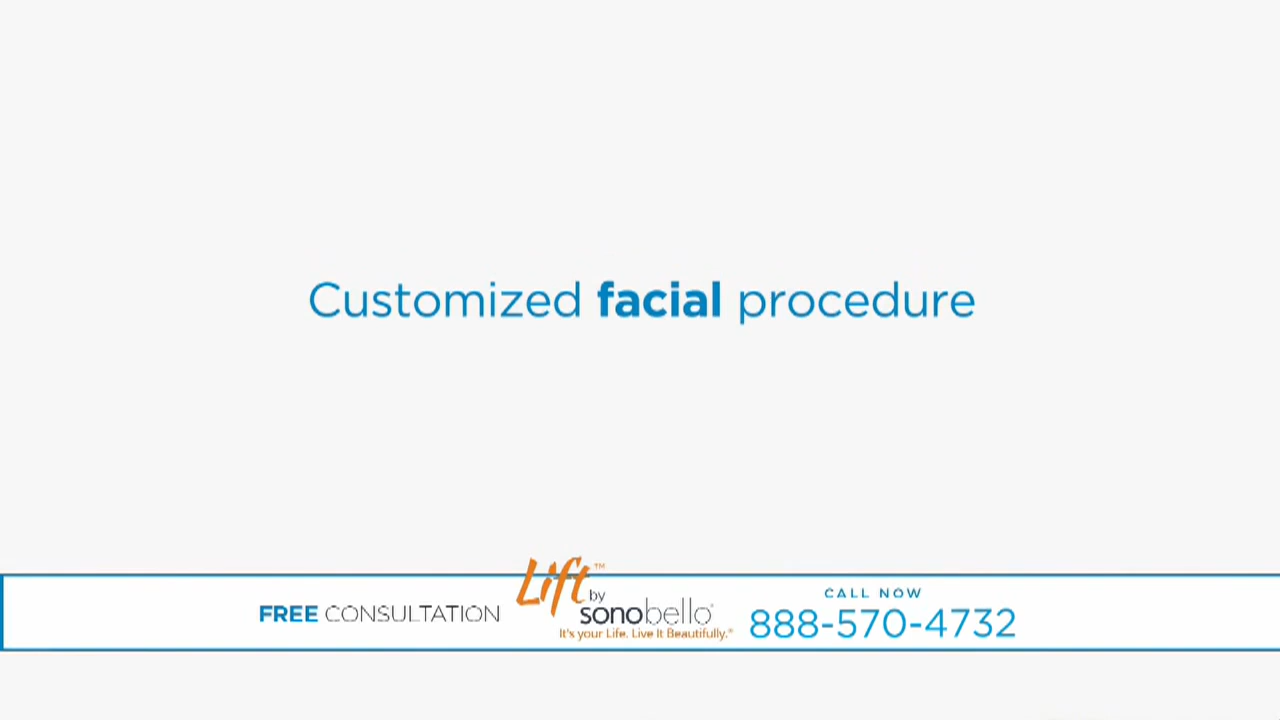 Customized facial procedure
FREE CONSULTATION
Lift™ by
sonobello®
It's your Life. Live It Beautifully.®
CALL NOW
888-570-4732